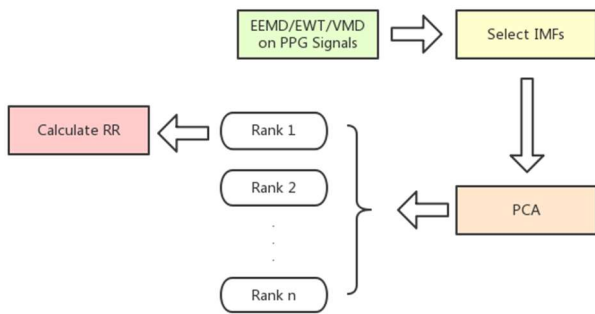 EEMD/EWT/VMD
on PPG Signals
Select IMFs
Calculate RR
Rank 1
Rank 2
PCA
.
.
.
Rank n